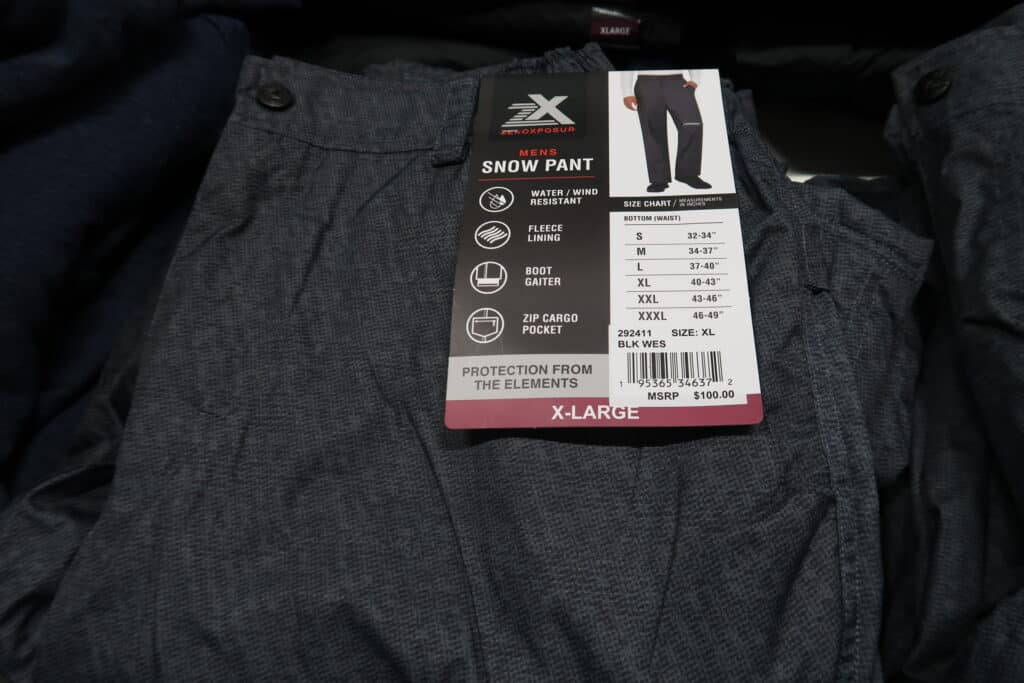 XLARGE
ZX
ZEROXPOSUR
MENS
SNOW PANT
WATER / WIND
RESISTANT
FLEECE
LINING
BOOT
GAITER
ZIP CARGO
POCKET
PROTECTION FROM
THE ELEMENTS
SIZE CHART / MEASUREMENTS
IN INCHES
BOTTOM (WAIST)
S 32-34"
M 34-37"
L 37-40"
XL 40-43"
XXL 43-46"
XXXL 46-49"
292411 SIZE: XL
BLK WES
1 95365 34637 2
MSRP $100.00
X-LARGE